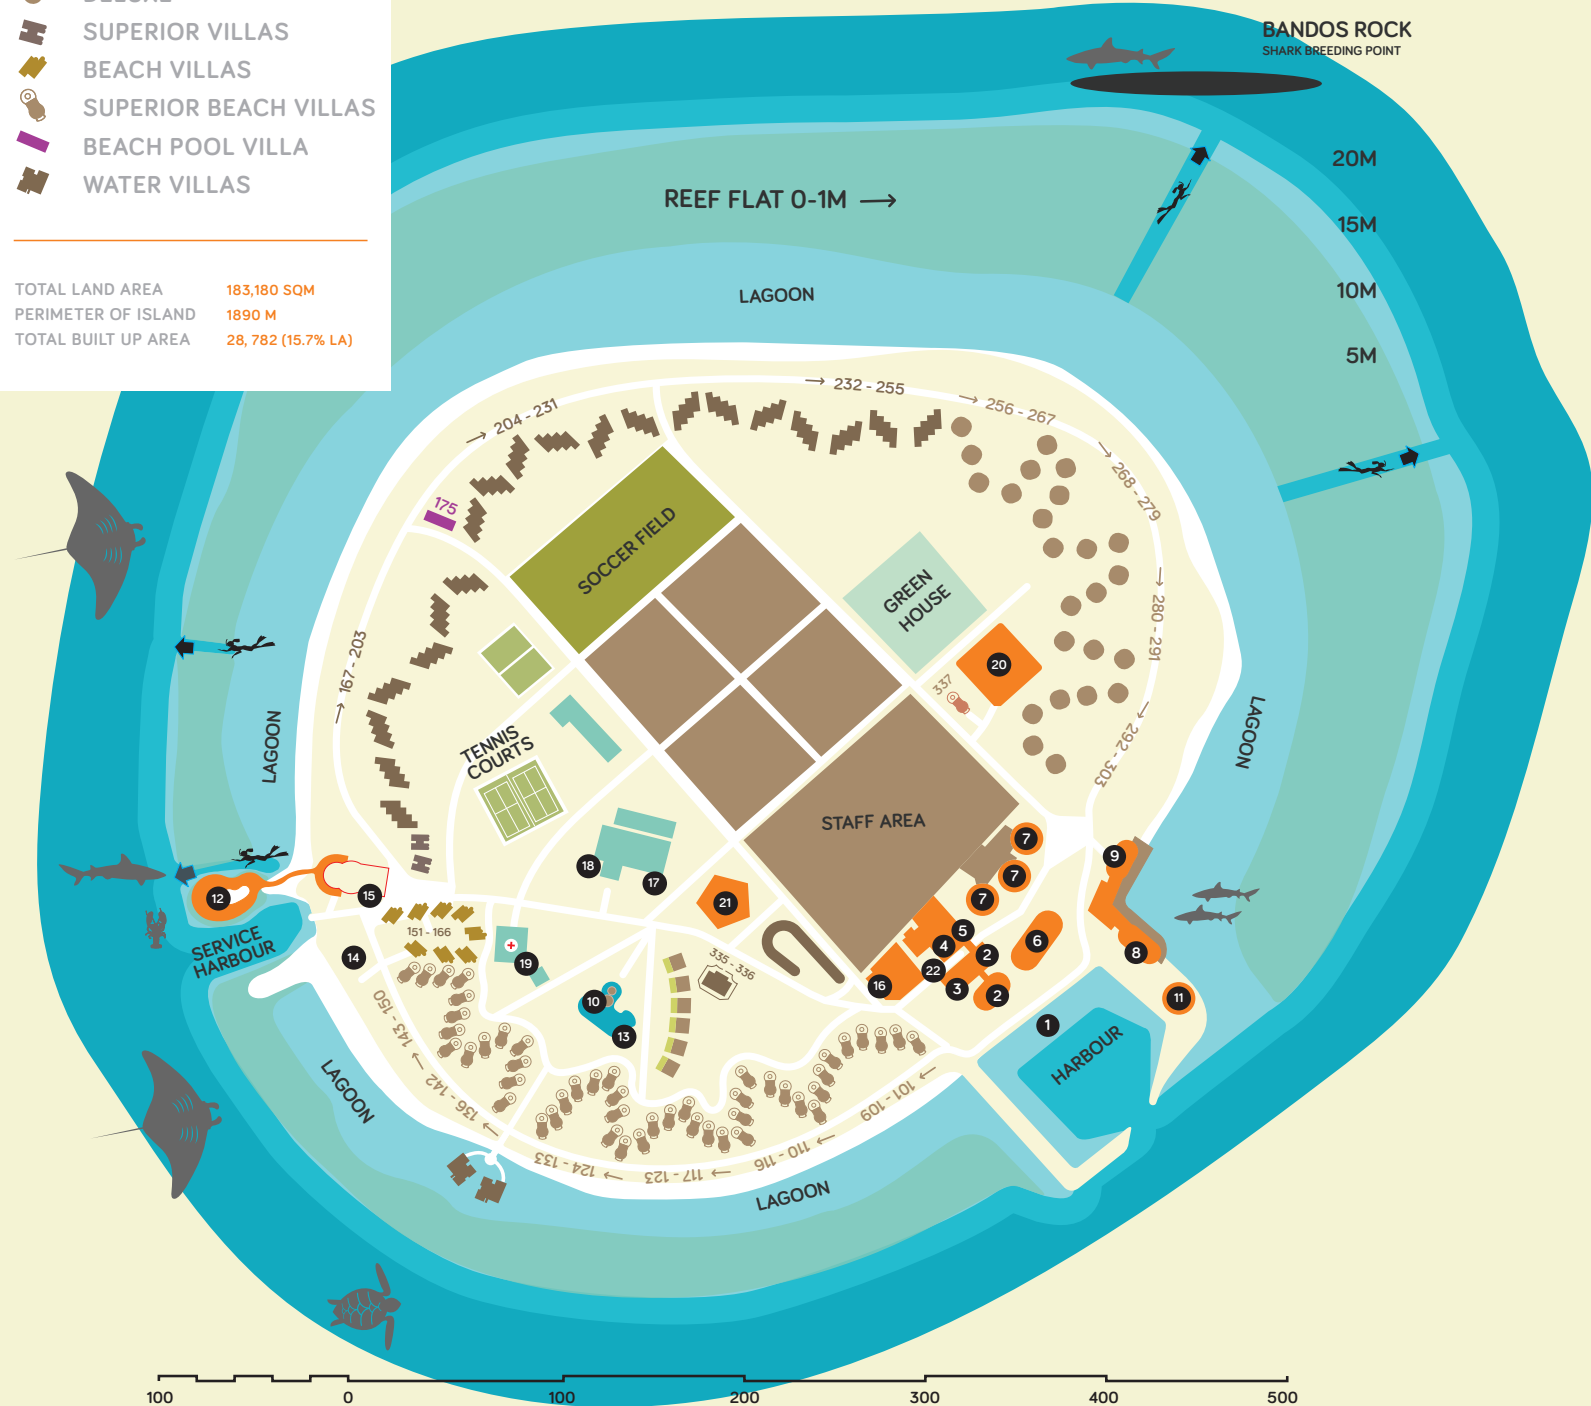 DELUXE
SUPERIOR VILLAS
BEACH VILLAS
SUPERIOR BEACH VILLAS
BEACH POOL VILLA
WATER VILLAS
TOTAL LAND AREA 183,180 SQM
PERIMETER OF ISLAND 1890 M
TOTAL BUILT UP AREA 28, 782 (15.7% LA)
BANDOS ROCK
SHARK BREEDING POINT
20M
15M
10M
5M
REEF FLAT 0-1M →
LAGOON
→ 204 - 231
→ 232 - 255
→ 256 - 267
→ 268 - 279
→ 280 - 291
→ 292 - 303
175
SOCCER FIELD
GREEN
HOUSE
20
337
→ 167 - 203
LAGOON
LAGOON
TENNIS
COURTS
STAFF AREA
7
7
7
9
18
17
21
12
15
151 - 166
SERVICE
HARBOUR
14
19
335 - 336
5
4
2
6
22
3
2
16
8
11
1
HARBOUR
10
13
143 - 150
→ 136 - 142
→ 124 - 133
→ 117 - 123
→ 110 - 116
→ 101 - 109
LAGOON
LAGOON
100 0 100 200 300 400 500